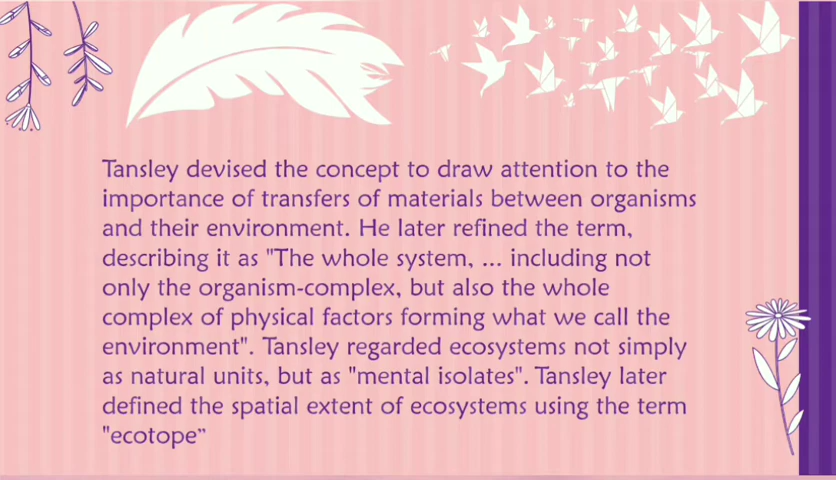 Tansley devised the concept to draw attention to the
importance of transfers of materials between organisms
and their environment. He later refined the term,
describing it as "The whole system, ... including not
only the organism-complex, but also the whole
complex of physical factors forming what we call the
environment". Tansley regarded ecosystems not simply
as natural units, but as "mental isolates". Tansley later
defined the spatial extent of ecosystems using the term
"ecotope”